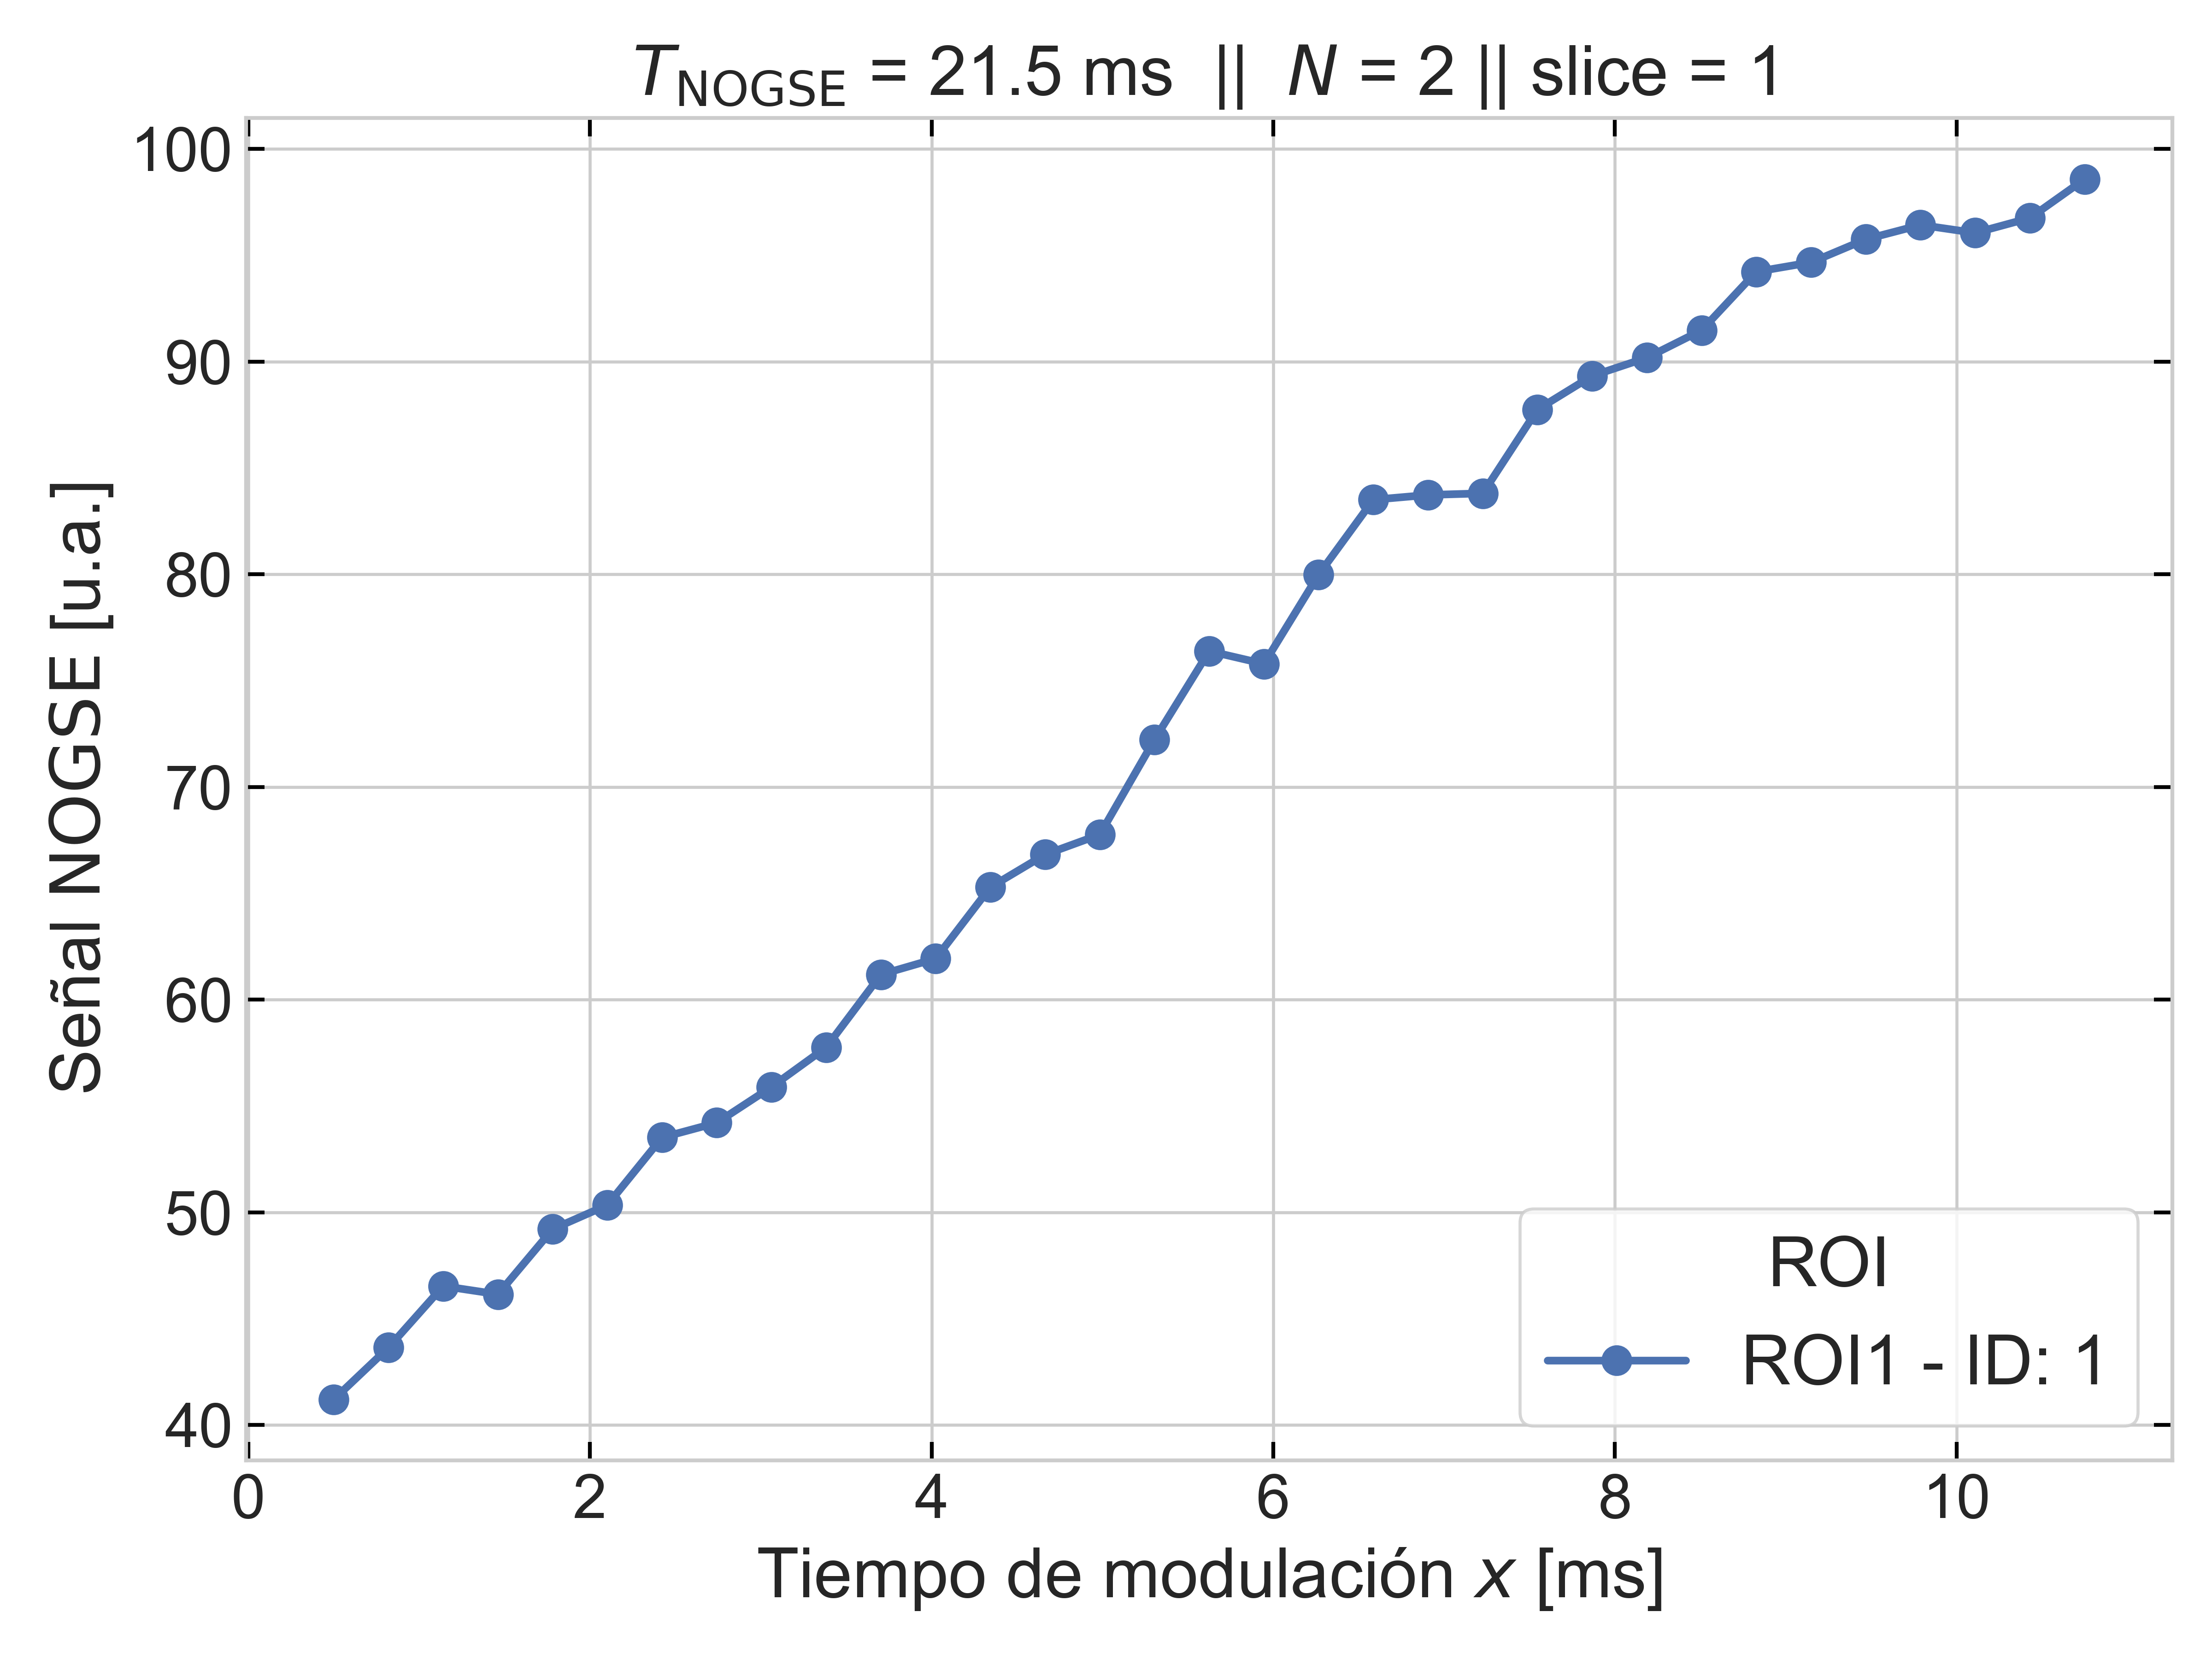 T_NOGSE = 21.5 ms || N = 2 || slice = 1
100
90
80
70
60
50
40
Señal NOGSE [u.a.]
ROI
ROI1 - ID: 1
0 2 4 6 8 10
Tiempo de modulación x [ms]